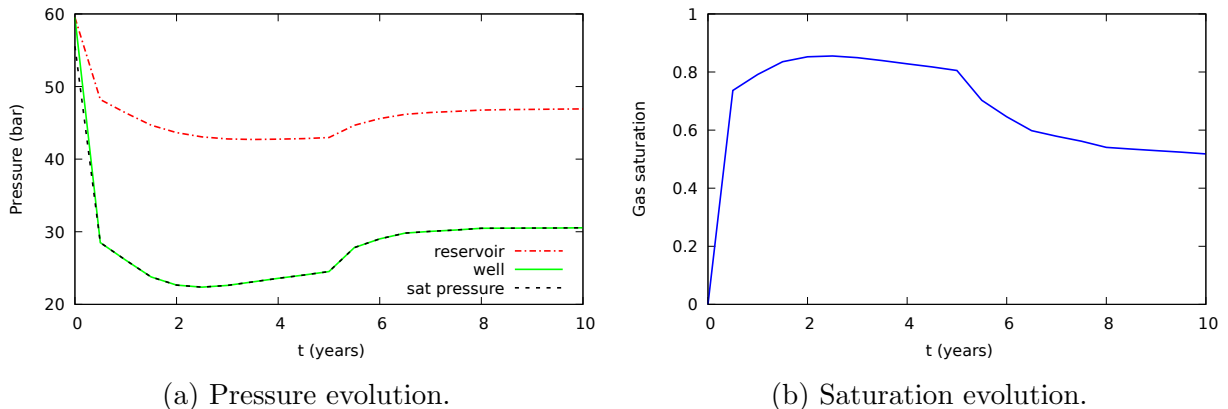 60
50
40
30
20
Pressure (bar)
reservoir
well
sat pressure
0 2 4 6 8 10
t (years)
(a) Pressure evolution.
1
0.8
0.6
0.4
0.2
0
Gas saturation
0 2 4 6 8 10
t (years)
(b) Saturation evolution.